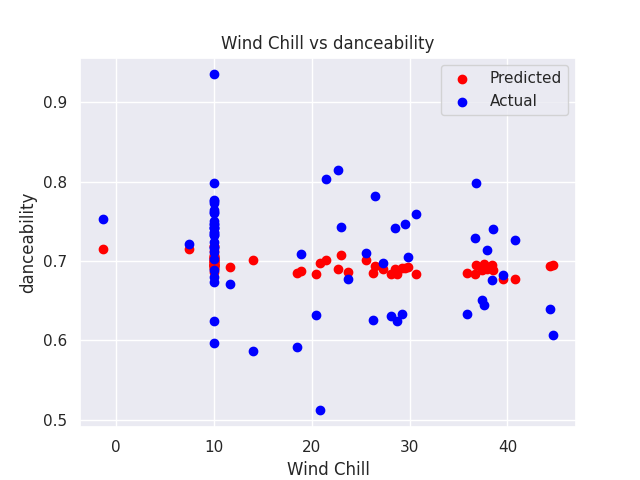 Wind Chill vs danceability
Predicted
Actual
0.9
0.8
0.7
0.6
0.5
danceability
0 10 20 30 40
Wind Chill